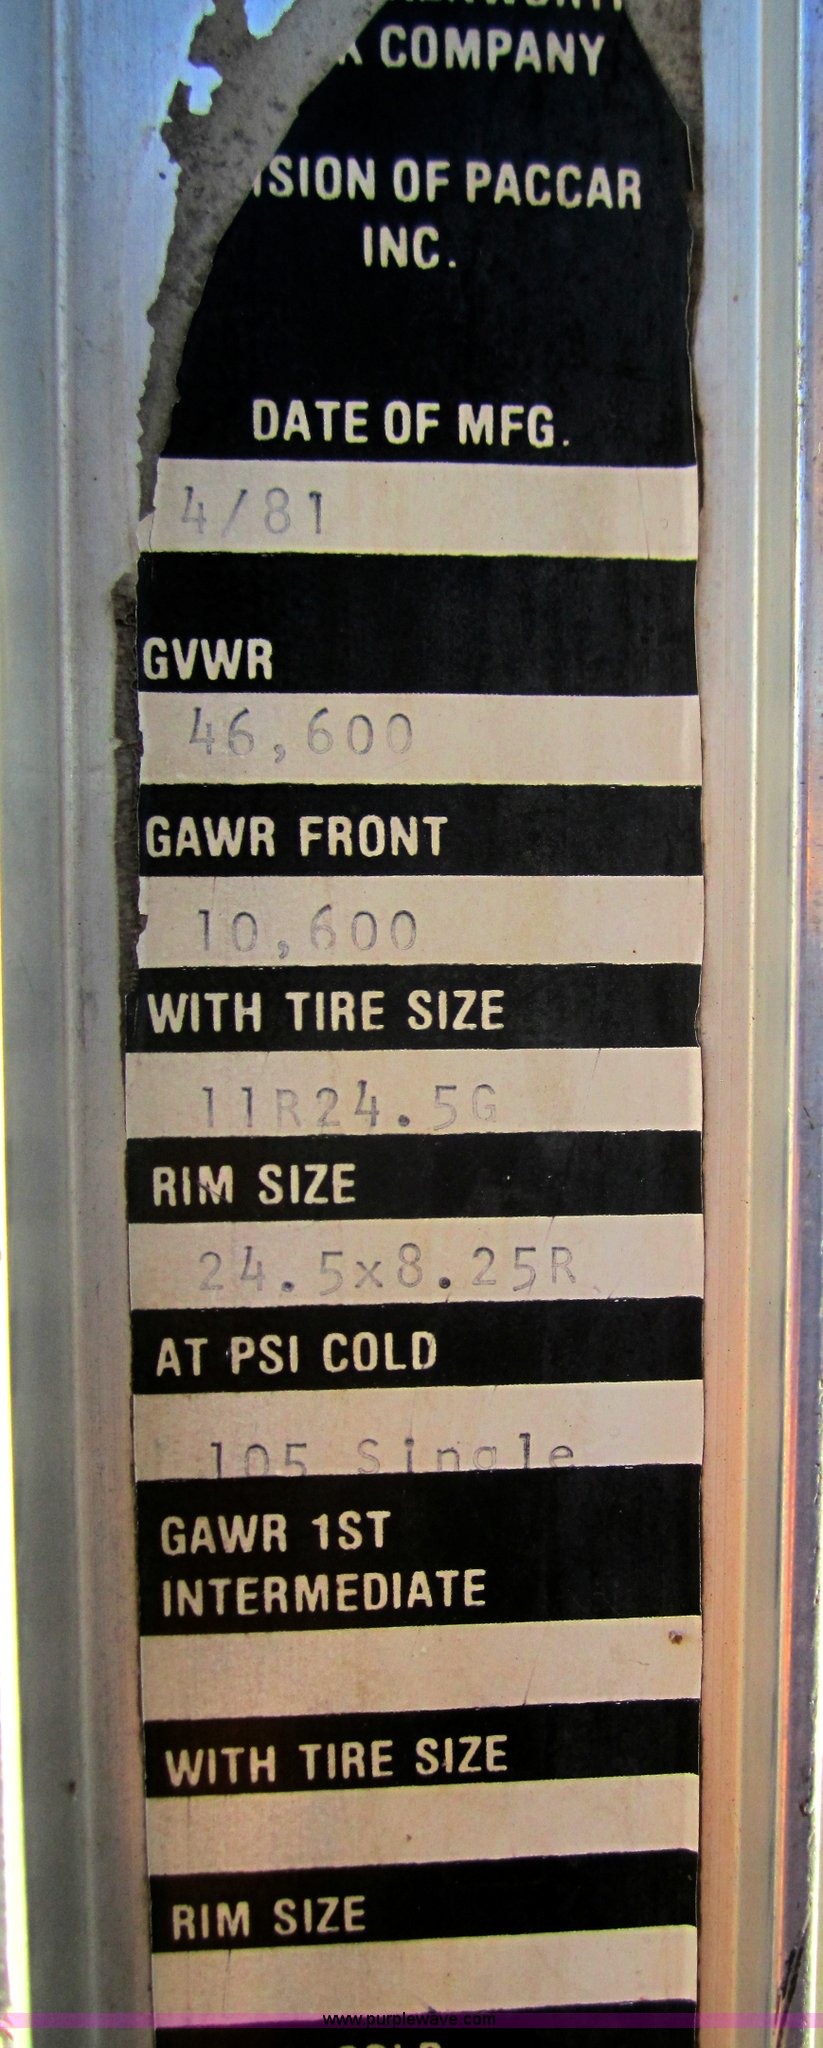 COMPANY
OF PACCAR
INC.
DATE OF MFG.
4/81
GVWR
46,600
GAWR FRONT
10,600
WITH TIRE SIZE
11R24.5G
RIM SIZE
24.5x8.25R
AT PSI COLD
105 Single
GAWR 1ST
INTERMEDIATE
WITH TIRE SIZE
RIM SIZE
www.purplewave.com
COLD